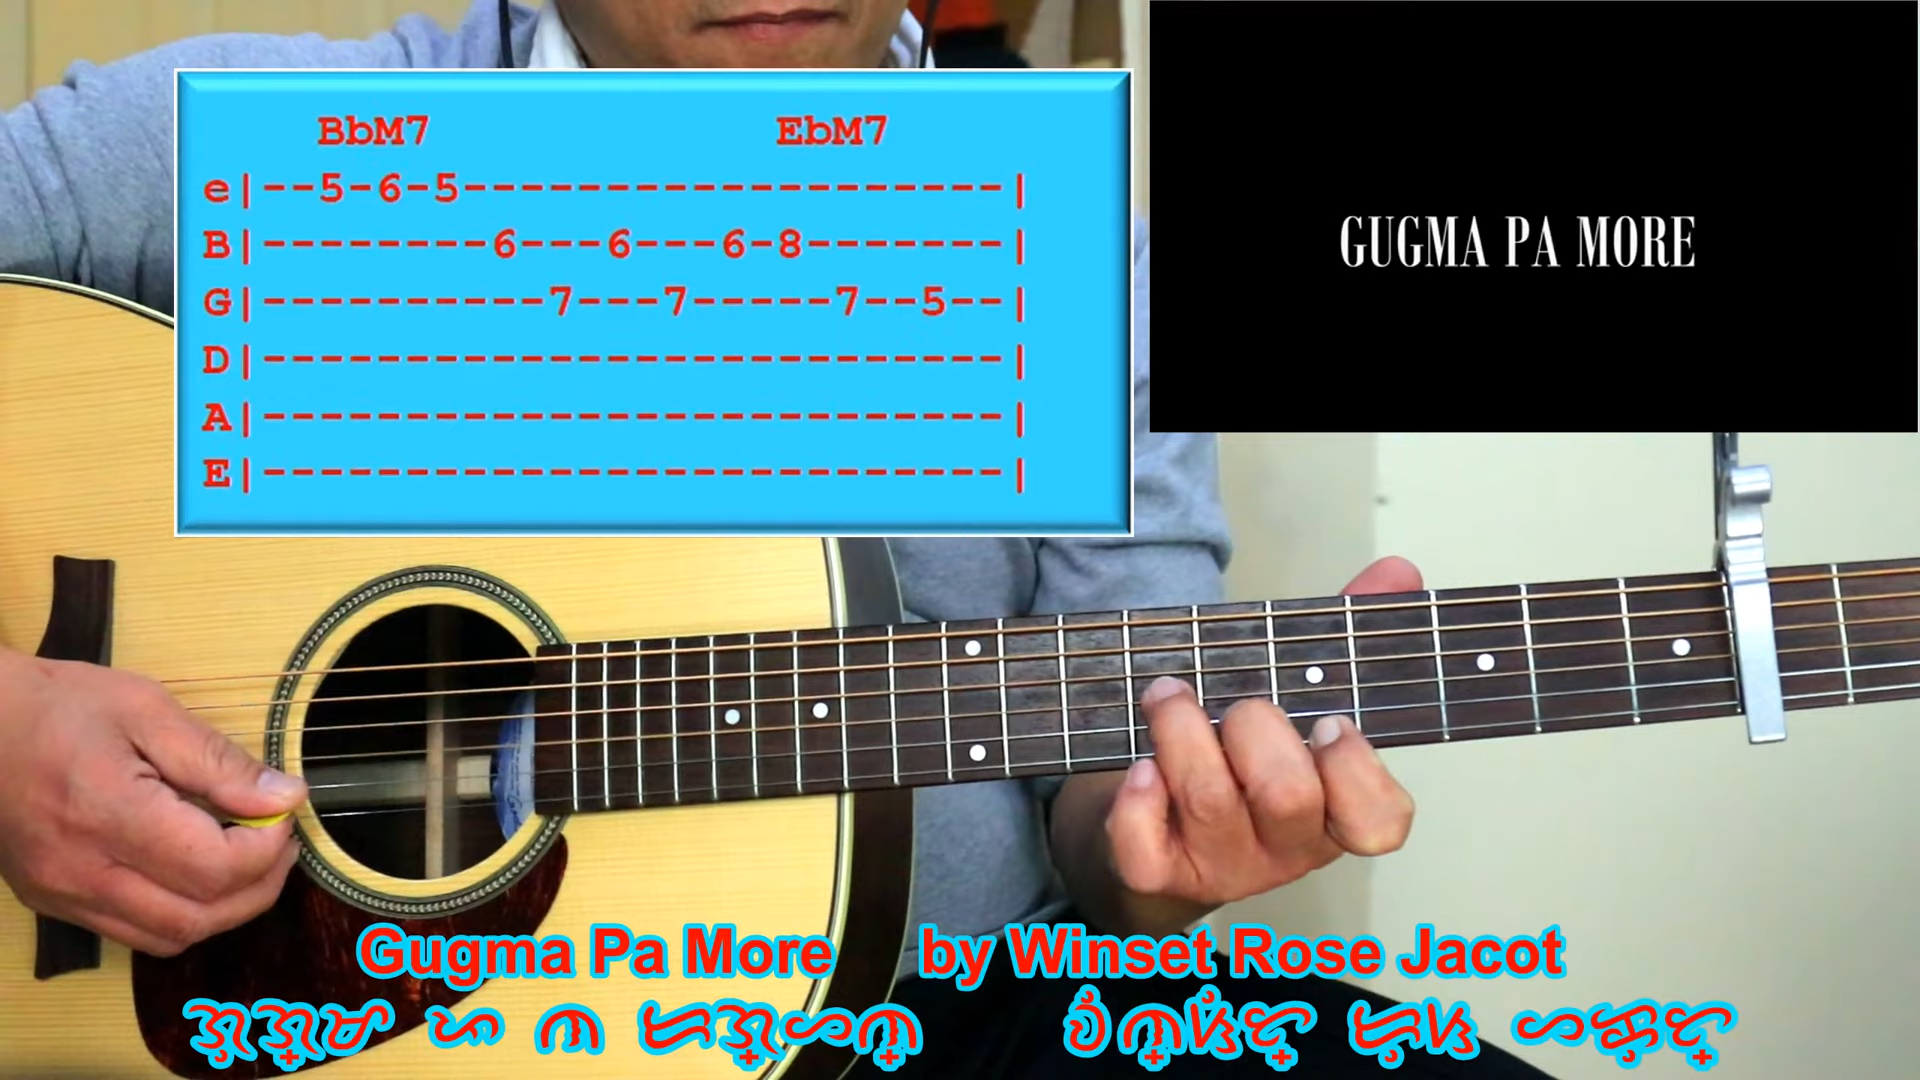 BbM7 EbM7
e|--5-6-5-------------------|
B|--------6---6---6-8-------|
G|----------7---7-----7--5--|
D|--------------------------|
A|--------------------------|
E|--------------------------|
GUGMA PA MORE
Gugma Pa More by Winset Rose Jacot